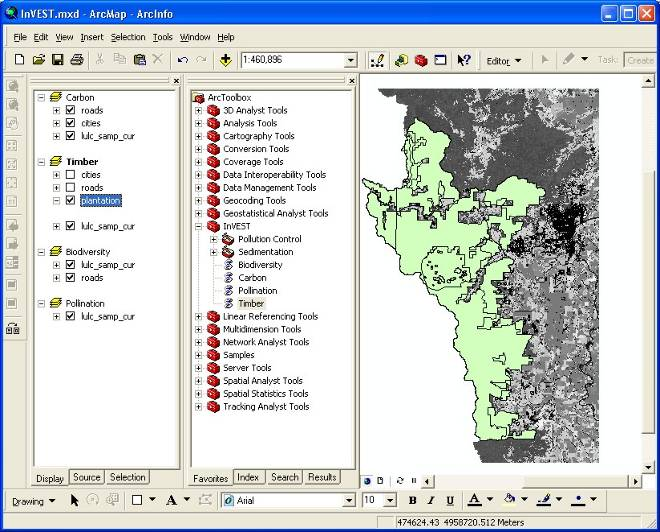 InVEST.mxd - ArcMap - ArcInfo
File Edit View Insert Selection Tools Window Help
1:460,896 Editor Task: Create
Carbon
roads
cities
lulc_samp_cur
Timber
cities
roads
plantation
lulc_samp_cur
Biodiversity
lulc_samp_cur
roads
Pollination
lulc_samp_cur
Display Source Selection
ArcToolbox
3D Analyst Tools
Analysis Tools
Cartography Tools
Conversion Tools
Coverage Tools
Data Interoperability Tools
Data Management Tools
Geocoding Tools
Geostatistical Analyst Tools
InVEST
Pollution Control
Sedimentation
Biodiversity
Carbon
Pollination
Timber
Linear Referencing Tools
Multidimension Tools
Network Analyst Tools
Samples
Server Tools
Spatial Analyst Tools
Spatial Statistics Tools
Tracking Analyst Tools
Favorites Index Search Results
Drawing A Arial 10 B I U A
474624.43 4958720.512 Meters